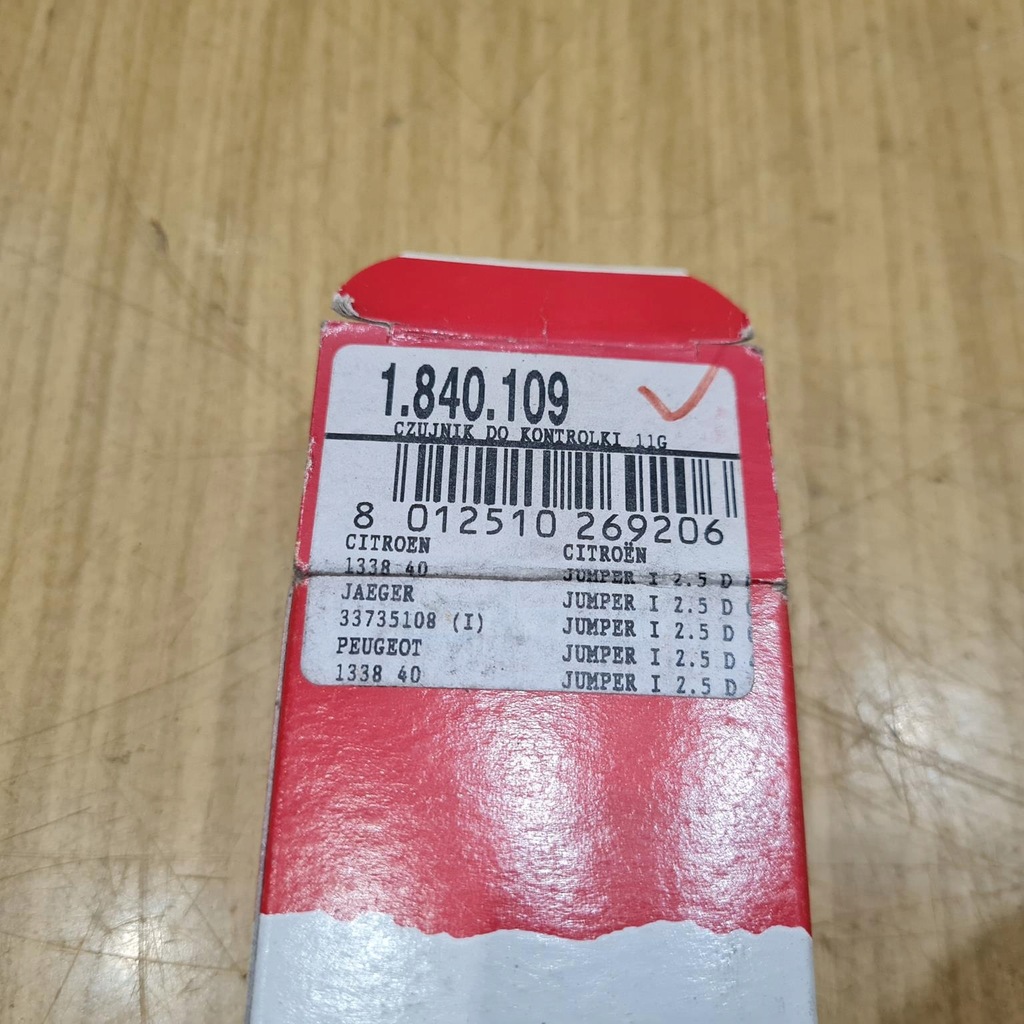 1.840.109
CZUJNIK DO KONTROLKI 11G
8 012510 269206
CITROEN
1338 40
JAEGER
33735108 (I)
PEUGEOT
1338 40
CITROËN
JUMPER I 2.5 D
JUMPER I 2.5 D
JUMPER I 2.5 D
JUMPER I 2.5 D
JUMPER I 2.5 D